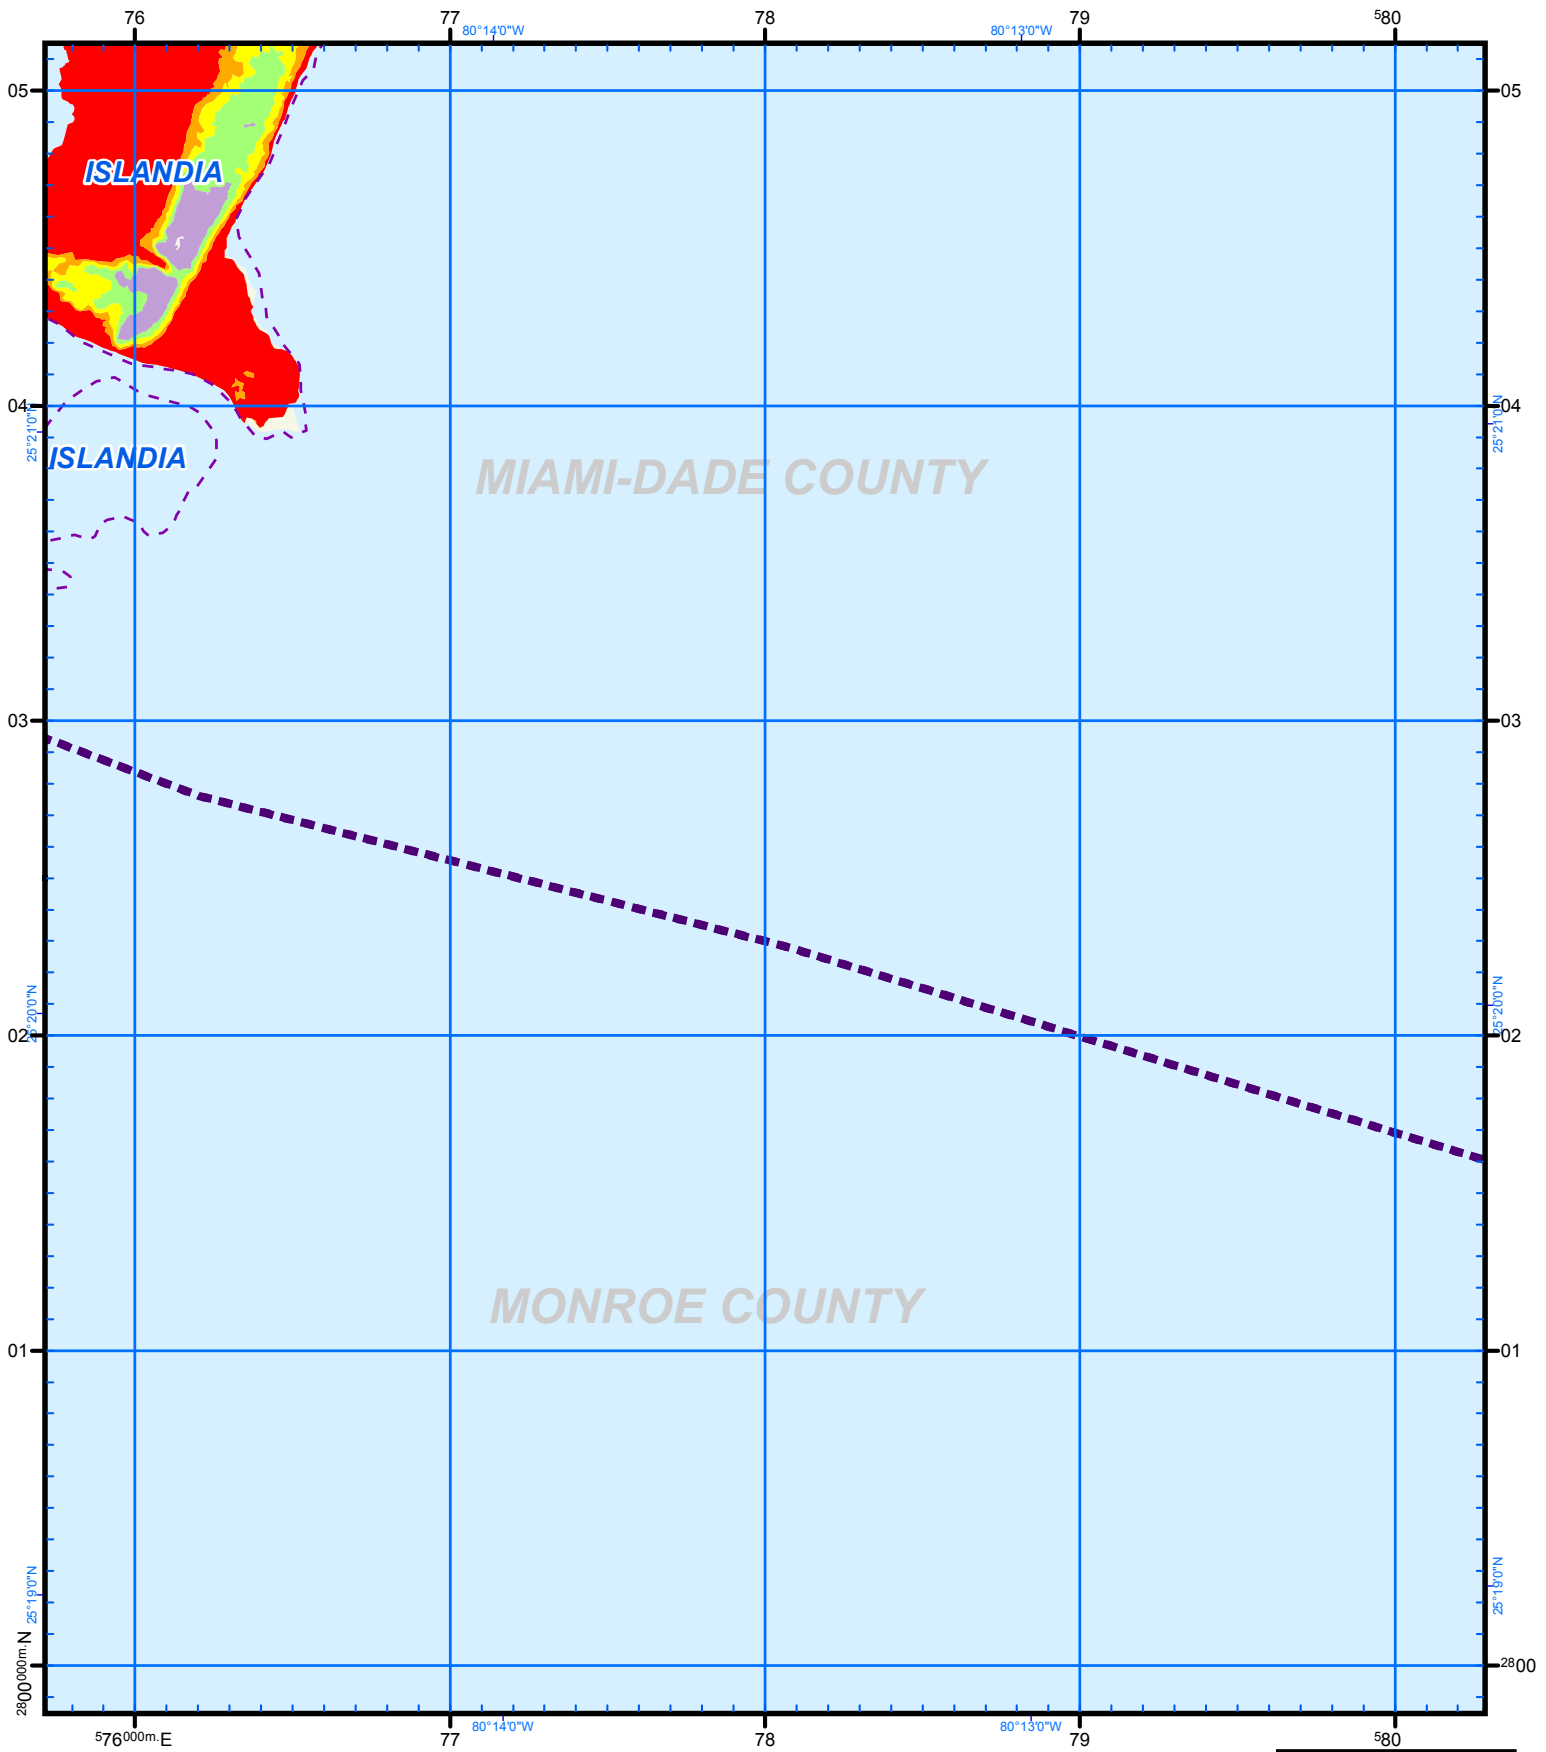 76 77 78 79 580
80°14'0"W 80°13'0"W
05 05
ISLANDIA
04 04
25°21'0"N 25°21'0"N
ISLANDIA
MIAMI-DADE COUNTY
03 03
25°20'0"N 25°20'0"N
02 02
MONROE COUNTY
01 01
25°19'0"N 25°19'0"N
2800000m.N 2800
80°14'0"W 80°13'0"W
576000m.E 77 78 79 580